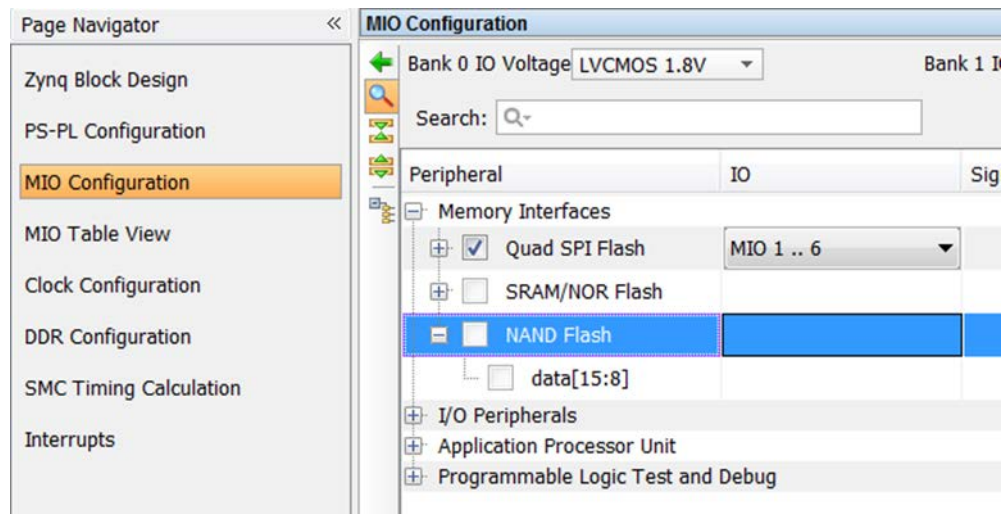 Page Navigator «
Zynq Block Design
PS-PL Configuration
MIO Configuration
MIO Table View
Clock Configuration
DDR Configuration
SMC Timing Calculation
Interrupts
MIO Configuration
Bank 0 IO Voltage LVCMOS 1.8V Bank 1 I
Search:
Peripheral IO Sig
Memory Interfaces
Quad SPI Flash MIO 1 .. 6
SRAM/NOR Flash
NAND Flash
data[15:8]
I/O Peripherals
Application Processor Unit
Programmable Logic Test and Debug